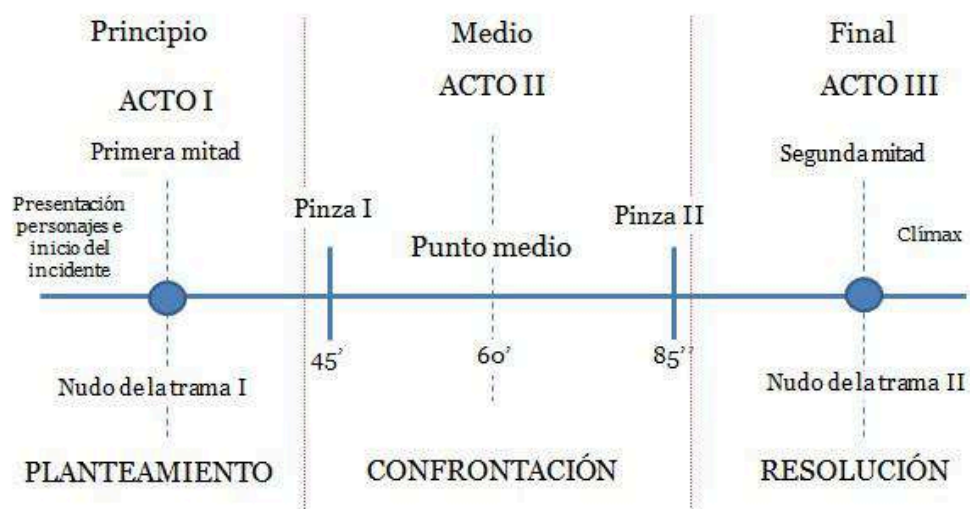 Principio
Medio
Final
ACTO I
ACTO II
ACTO III
Primera mitad
Segunda mitad
Presentación
personajes e
inicio del
incidente
Pinza I
Punto medio
Pinza II
Clímax
45’
60’
85’’
Nudo de la trama I
Nudo de la trama II
PLANTEAMIENTO
CONFRONTACIÓN
RESOLUCIÓN